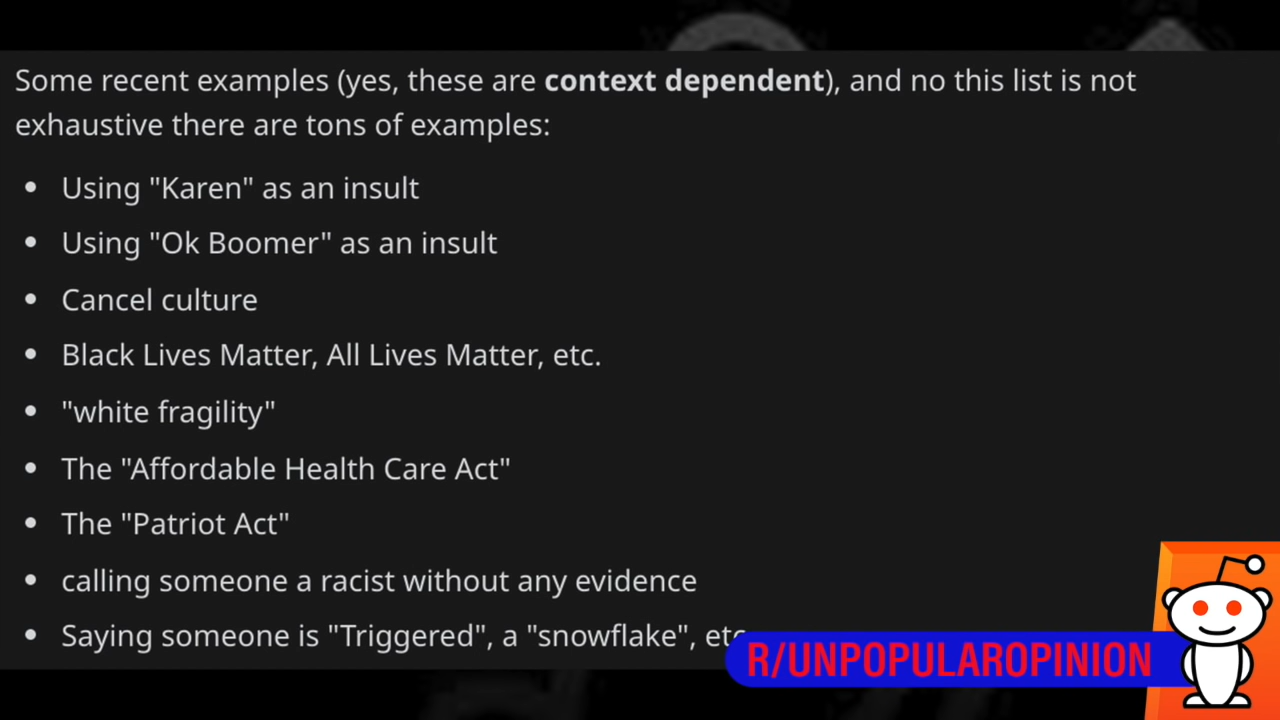 Some recent examples (yes, these are context dependent), and no this list is not
exhaustive there are tons of examples:
• Using "Karen" as an insult
• Using "Ok Boomer" as an insult
• Cancel culture
• Black Lives Matter, All Lives Matter, etc.
• "white fragility"
• The "Affordable Health Care Act"
• The "Patriot Act"
• calling someone a racist without any evidence
• Saying someone is "Triggered", a "snowflake", etc
R/UNPOPULAROPINION